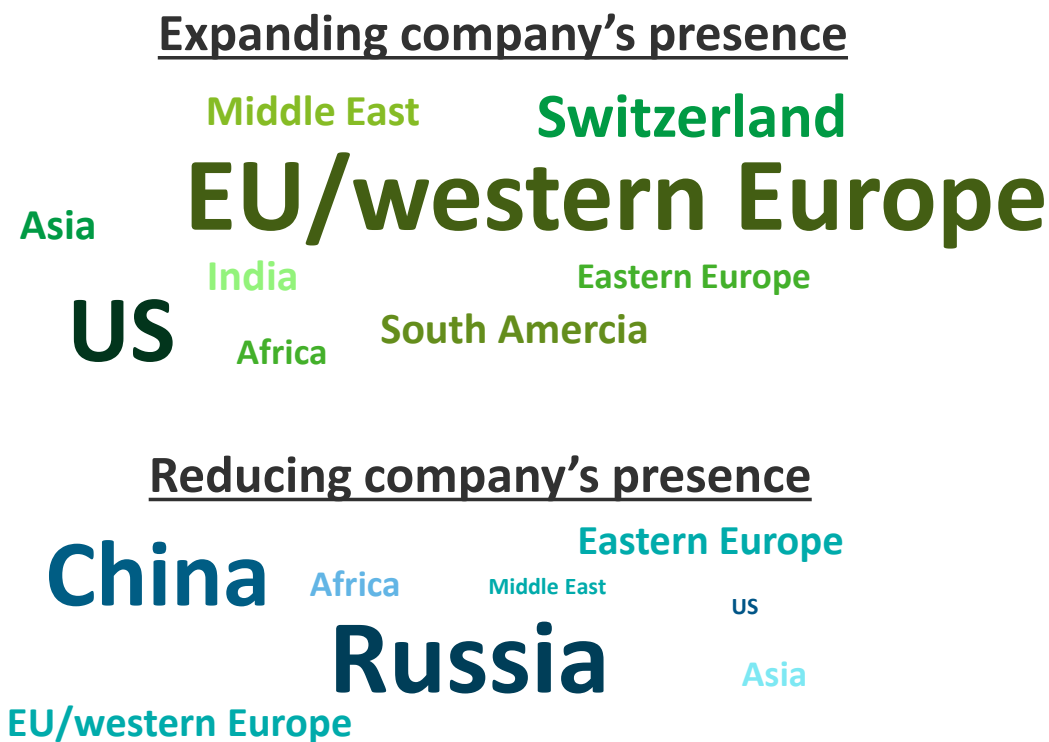 Expanding company’s presence
Middle East
Switzerland
EU/western Europe
Asia
India
Eastern Europe
US
South Amercia
Africa
Reducing company’s presence
Eastern Europe
China
Africa
Middle East
US
Russia
Asia
EU/western Europe